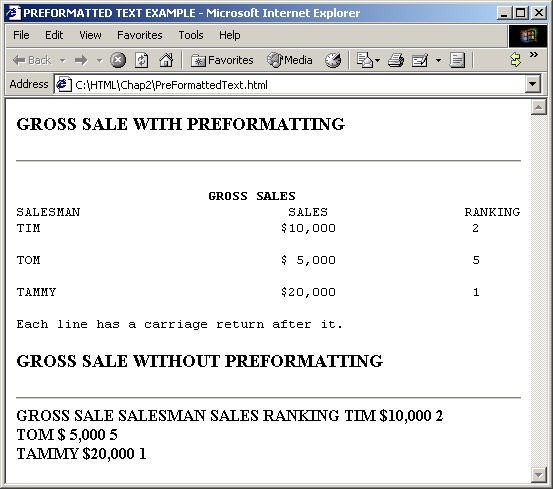 PREFORMATTED TEXT EXAMPLE - Microsoft Internet Explorer
File Edit View Favorites Tools Help
Back Favorites Media »
Address C:\HTML\Chap2\PreFormattedText.html
GROSS SALE WITH PREFORMATTING
GROSS SALES
SALESMAN SALES RANKING
TIM $10,000 2
TOM $ 5,000 5
TAMMY $20,000 1
Each line has a carriage return after it.
GROSS SALE WITHOUT PREFORMATTING
GROSS SALE SALESMAN SALES RANKING TIM $10,000 2
TOM $ 5,000 5
TAMMY $20,000 1